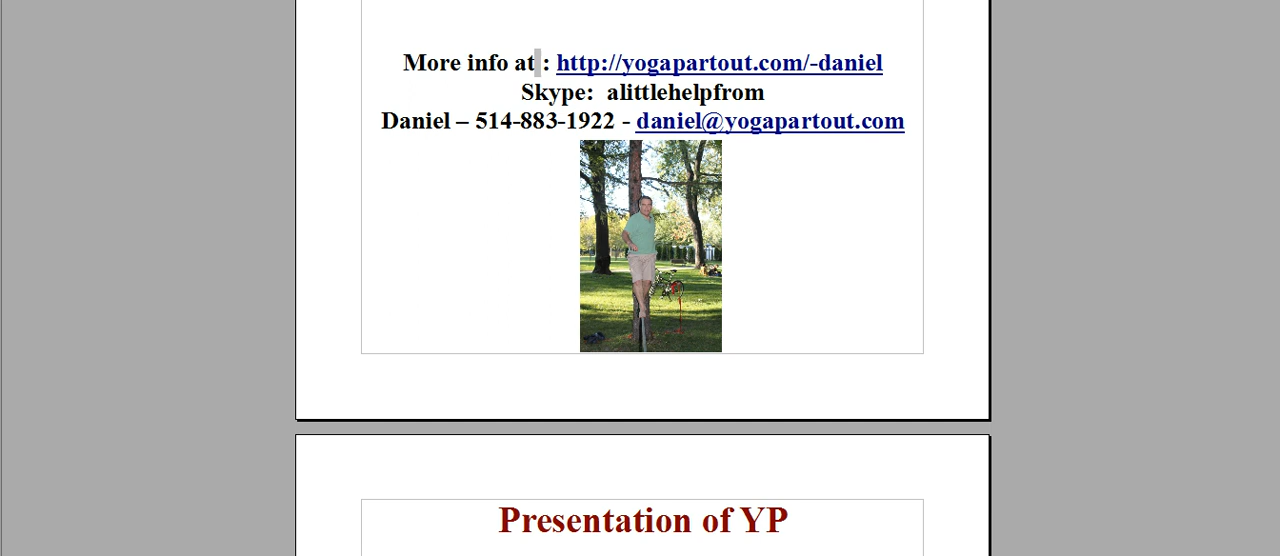 More info at : http://yogapartout.com/-daniel
Skype:  alittlehelpfrom
Daniel – 514-883-1922 - daniel@yogapartout.com
Presentation of YP